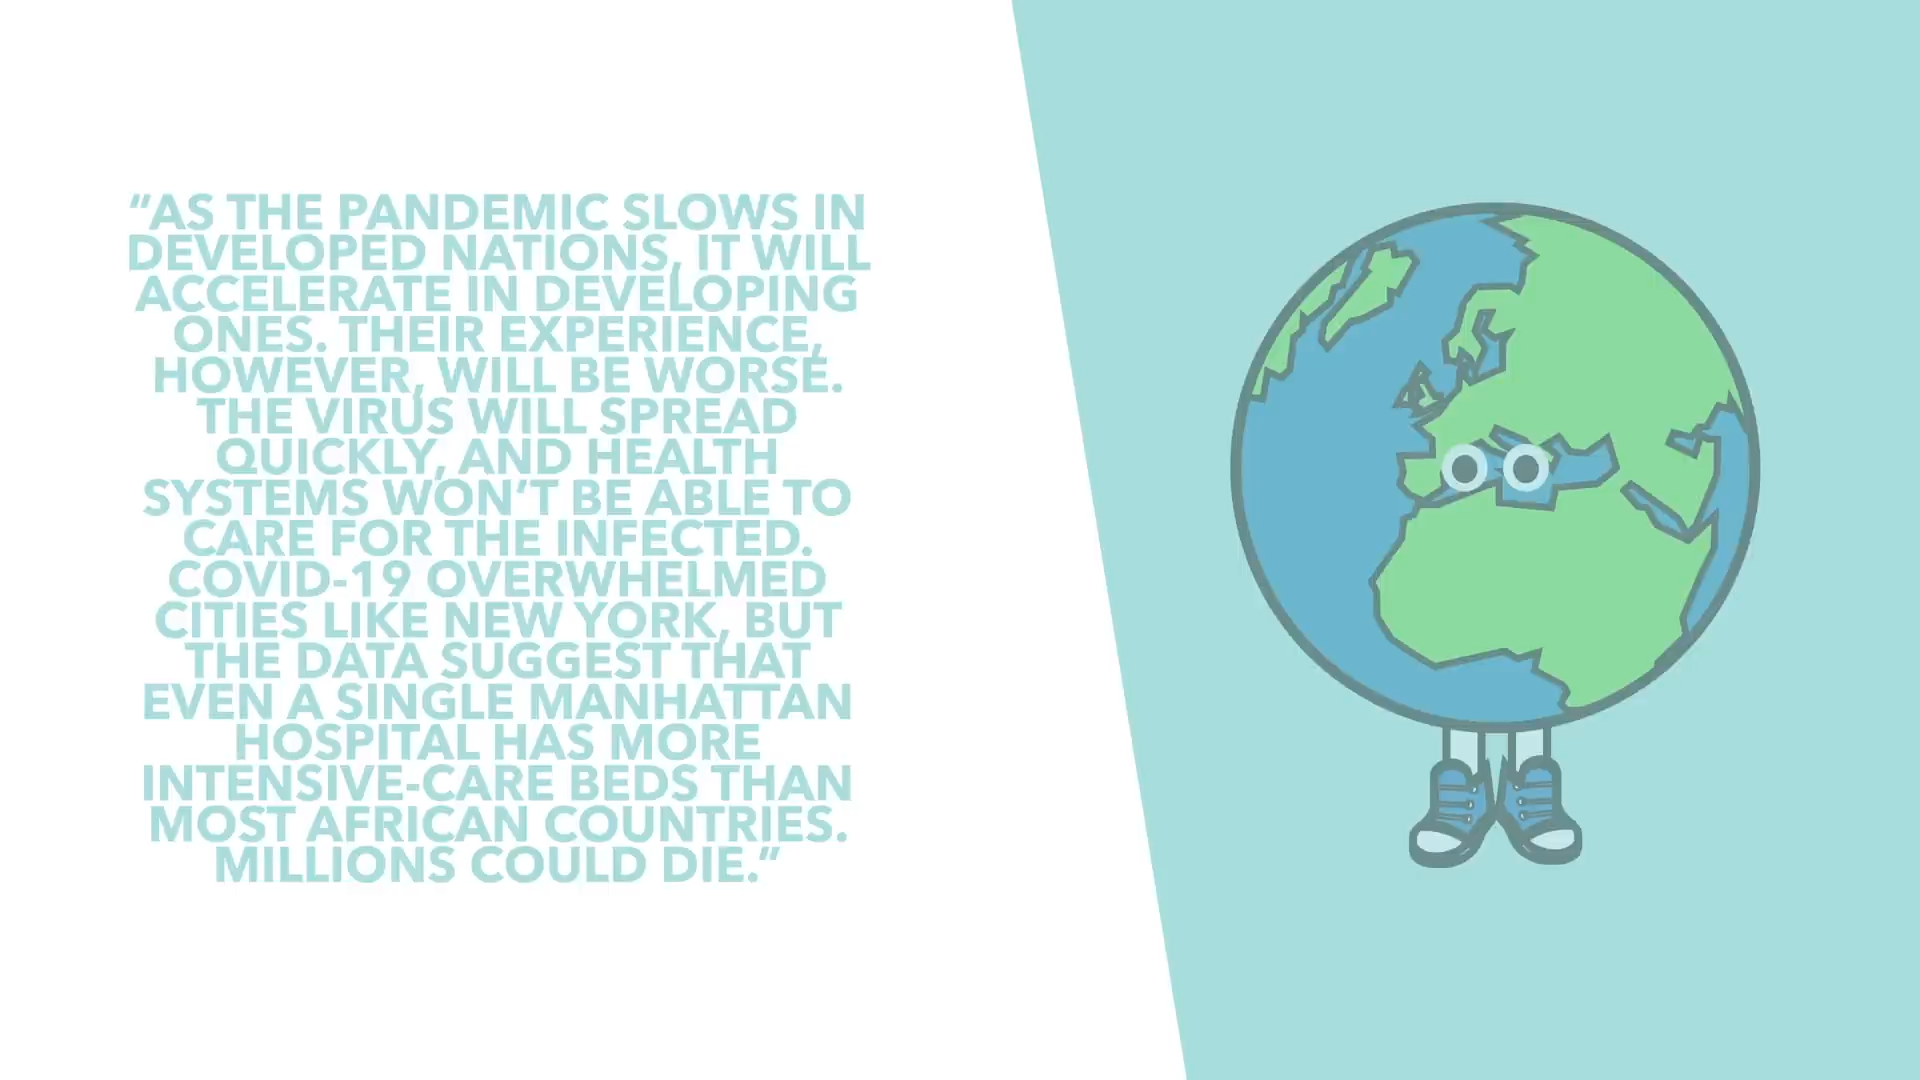 “AS THE PANDEMIC SLOWS IN
DEVELOPED NATIONS, IT WILL
ACCELERATE IN DEVELOPING
ONES. THEIR EXPERIENCE,
HOWEVER, WILL BE WORSE.
THE VIRUS WILL SPREAD
QUICKLY, AND HEALTH
SYSTEMS WON’T BE ABLE TO
CARE FOR THE INFECTED.
COVID-19 OVERWHELMED
CITIES LIKE NEW YORK, BUT
THE DATA SUGGEST THAT
EVEN A SINGLE MANHATTAN
HOSPITAL HAS MORE
INTENSIVE-CARE BEDS THAN
MOST AFRICAN COUNTRIES.
MILLIONS COULD DIE.”